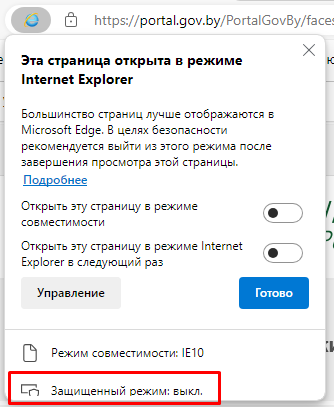 https://portal.gov.by/PortalGovBy/faces
Эта страница открыта в режиме
Internet Explorer
Большинство страниц лучше отображаются в
Microsoft Edge. В целях безопасности
рекомендуется выйти из этого режима после
завершения просмотра этой страницы.
Подробнее
Открыть эту страницу в режиме
совместимости
Открыть эту страницу в режиме Internet
Explorer в следующий раз
Управление
Готово
Режим совместимости: IE10
Защищенный режим: выкл.